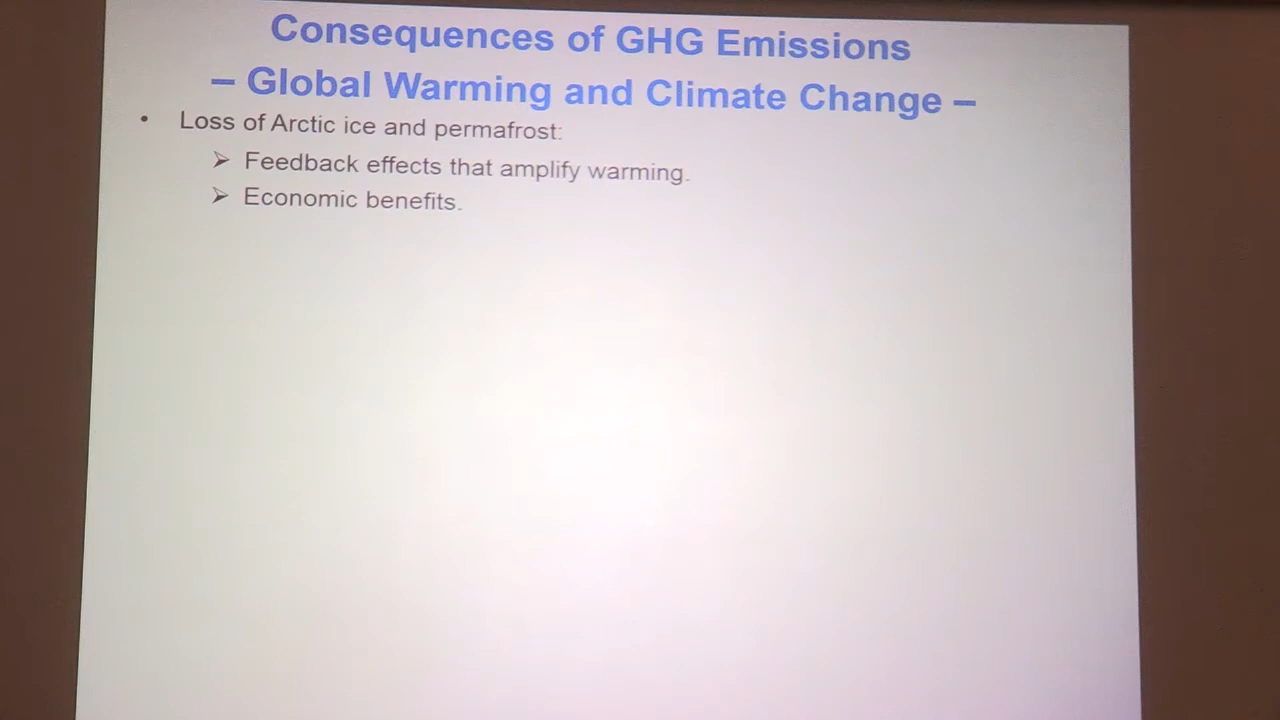 Consequences of GHG Emissions
– Global Warming and Climate Change –
• Loss of Arctic ice and permafrost:
➢ Feedback effects that amplify warming.
➢ Economic benefits.